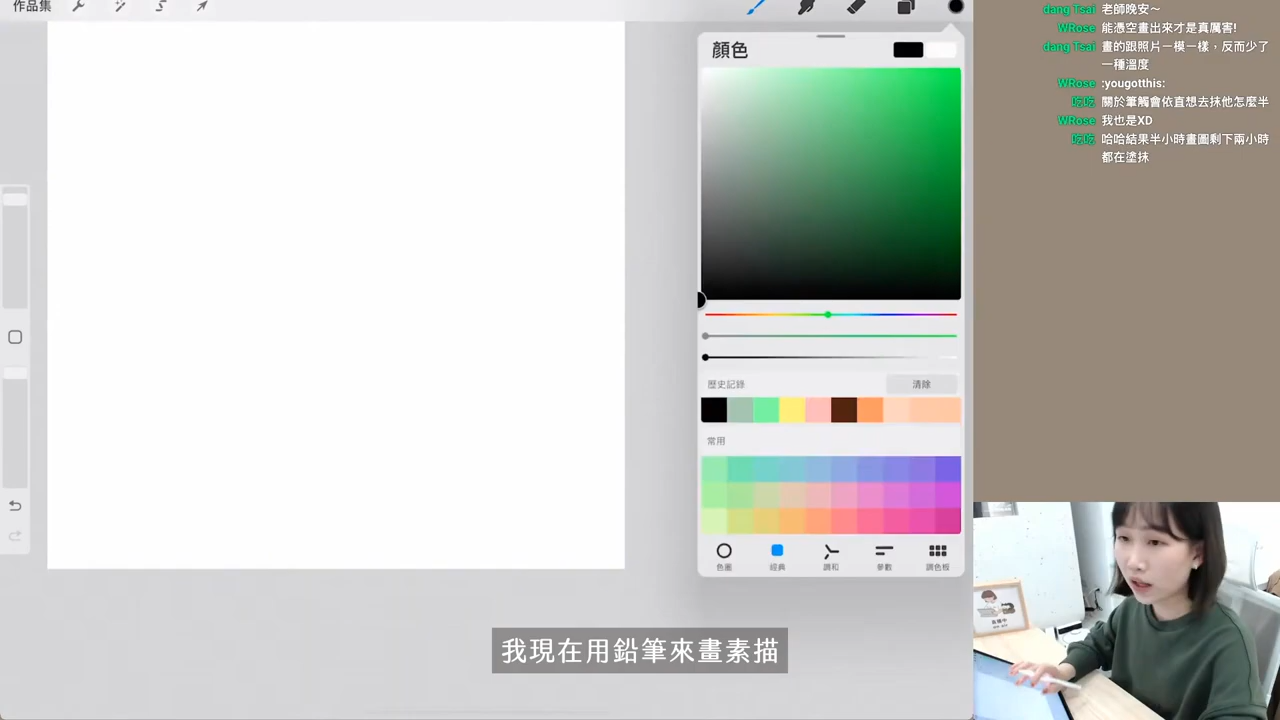 作品集
dang Tsai 老師晚安～
WRose 能憑空畫出來才是真厲害!
dang Tsai 畫的跟照片一模一樣，反而少了
一種溫度
WRose :yougotthis:
吃吃 關於筆觸會依直想去抹他怎麼半
WRose 我也是XD
吃吃 哈哈結果半小時畫圖剩下兩小時
都在塗抹
顏色
歷史記錄
清除
常用
色圈
經典
調和
參數
調色板
我現在用鉛筆來畫素描